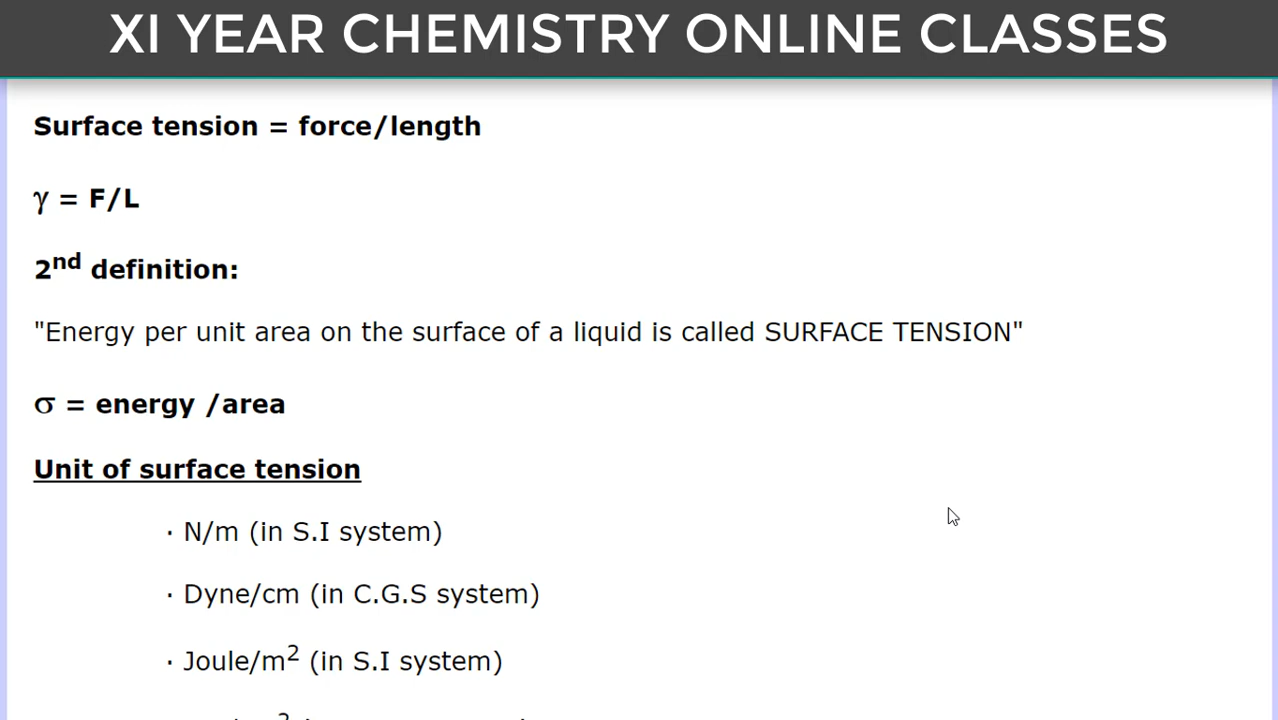 XI YEAR CHEMISTRY ONLINE CLASSES
Surface tension = force/length
γ = F/L
2nd definition:
"Energy per unit area on the surface of a liquid is called SURFACE TENSION"
σ = energy /area
Unit of surface tension
· N/m (in S.I system)
· Dyne/cm (in C.G.S system)
· Joule/m2 (in S.I system)